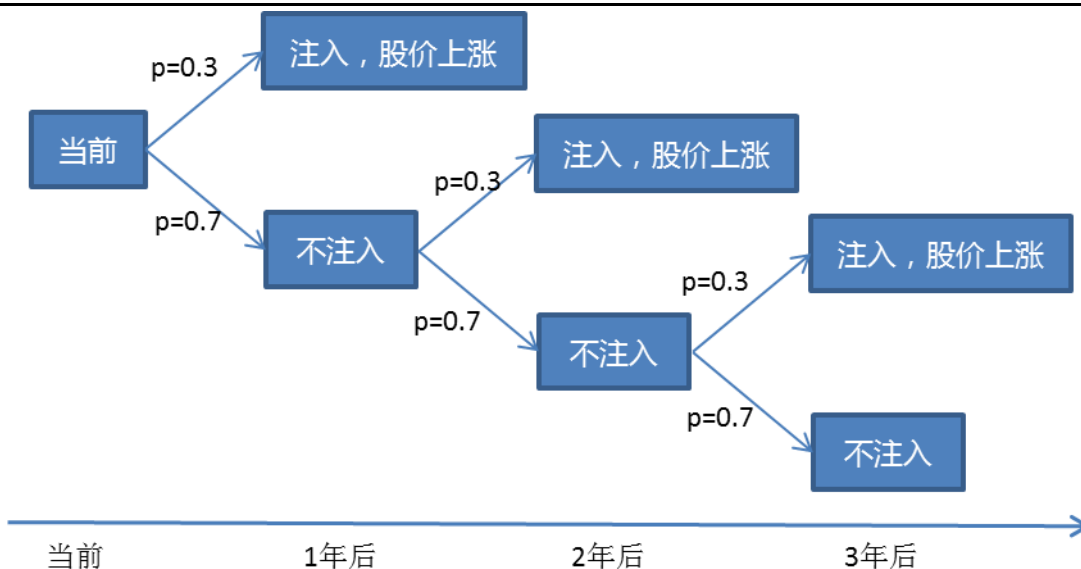 注入，股价上涨
p=0.3
当前
注入，股价上涨
p=0.3
p=0.7
不注入
注入，股价上涨
p=0.3
p=0.7
不注入
p=0.7
不注入
当前
1年后
2年后
3年后